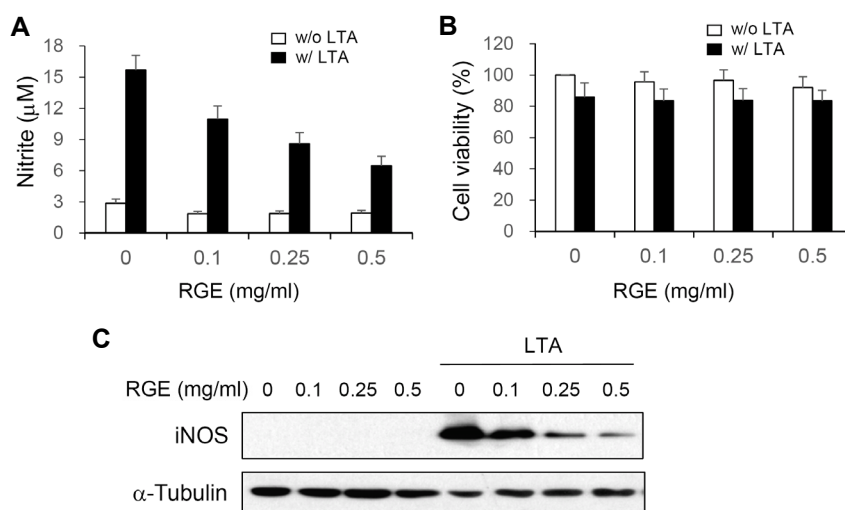 A
w/o LTA
w/ LTA
18
15
12
9
6
3
0
Nitrite (μM)
0 0.1 0.25 0.5
RGE (mg/ml)
B
w/o LTA
w/ LTA
120
100
80
60
40
20
0
Cell viability (%)
0 0.1 0.25 0.5
RGE (mg/ml)
C
LTA
RGE (mg/ml) 0 0.1 0.25 0.5 0 0.1 0.25 0.5
iNOS
α-Tubulin